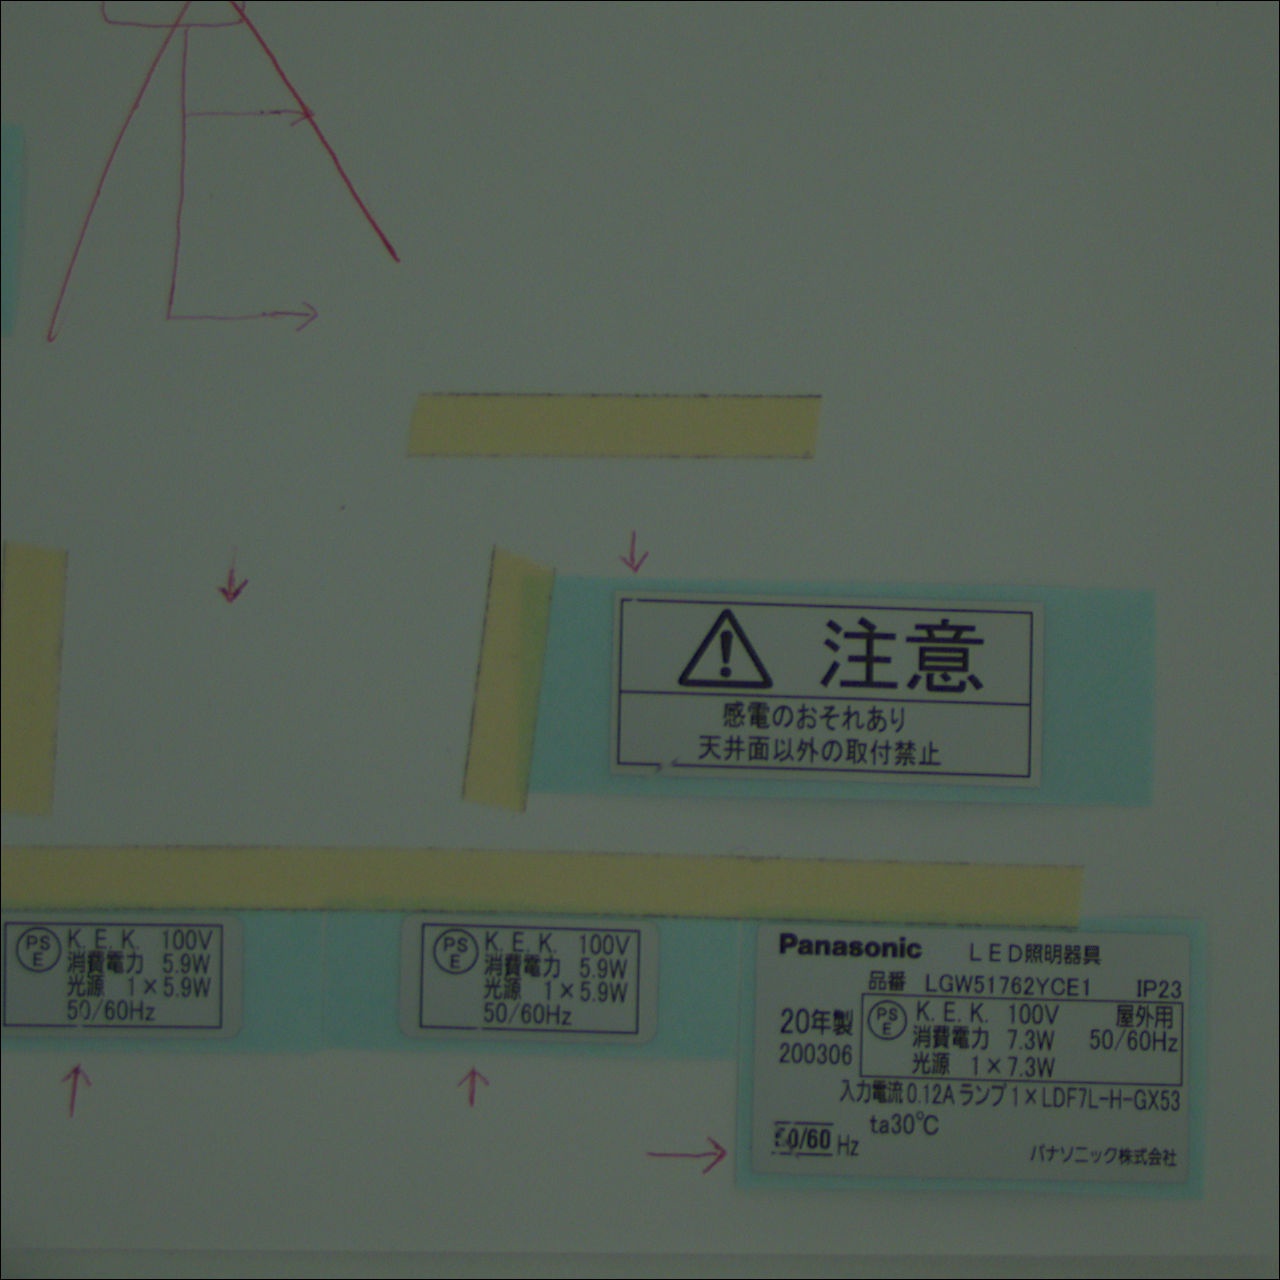 注意
感電のおそれあり
天井面以外の取付禁止
PS
E
K. E. K. 100V
消費電力 5.9W
光源 1×5.9W
50/60Hz
PS
E
K. E. K. 100V
消費電力 5.9W
光源 1×5.9W
50/60Hz
Panasonic LED照明器具
品番 LGW51762YCE1 IP23
20年製
200306
PS
E
K. E. K. 100V 屋外用
消費電力 7.3W 50/60Hz
光源 1×7.3W
入力電流0.12A ランプ1×LDF7L-H-GX53
ta30℃
50/60 Hz
パナソニック株式会社